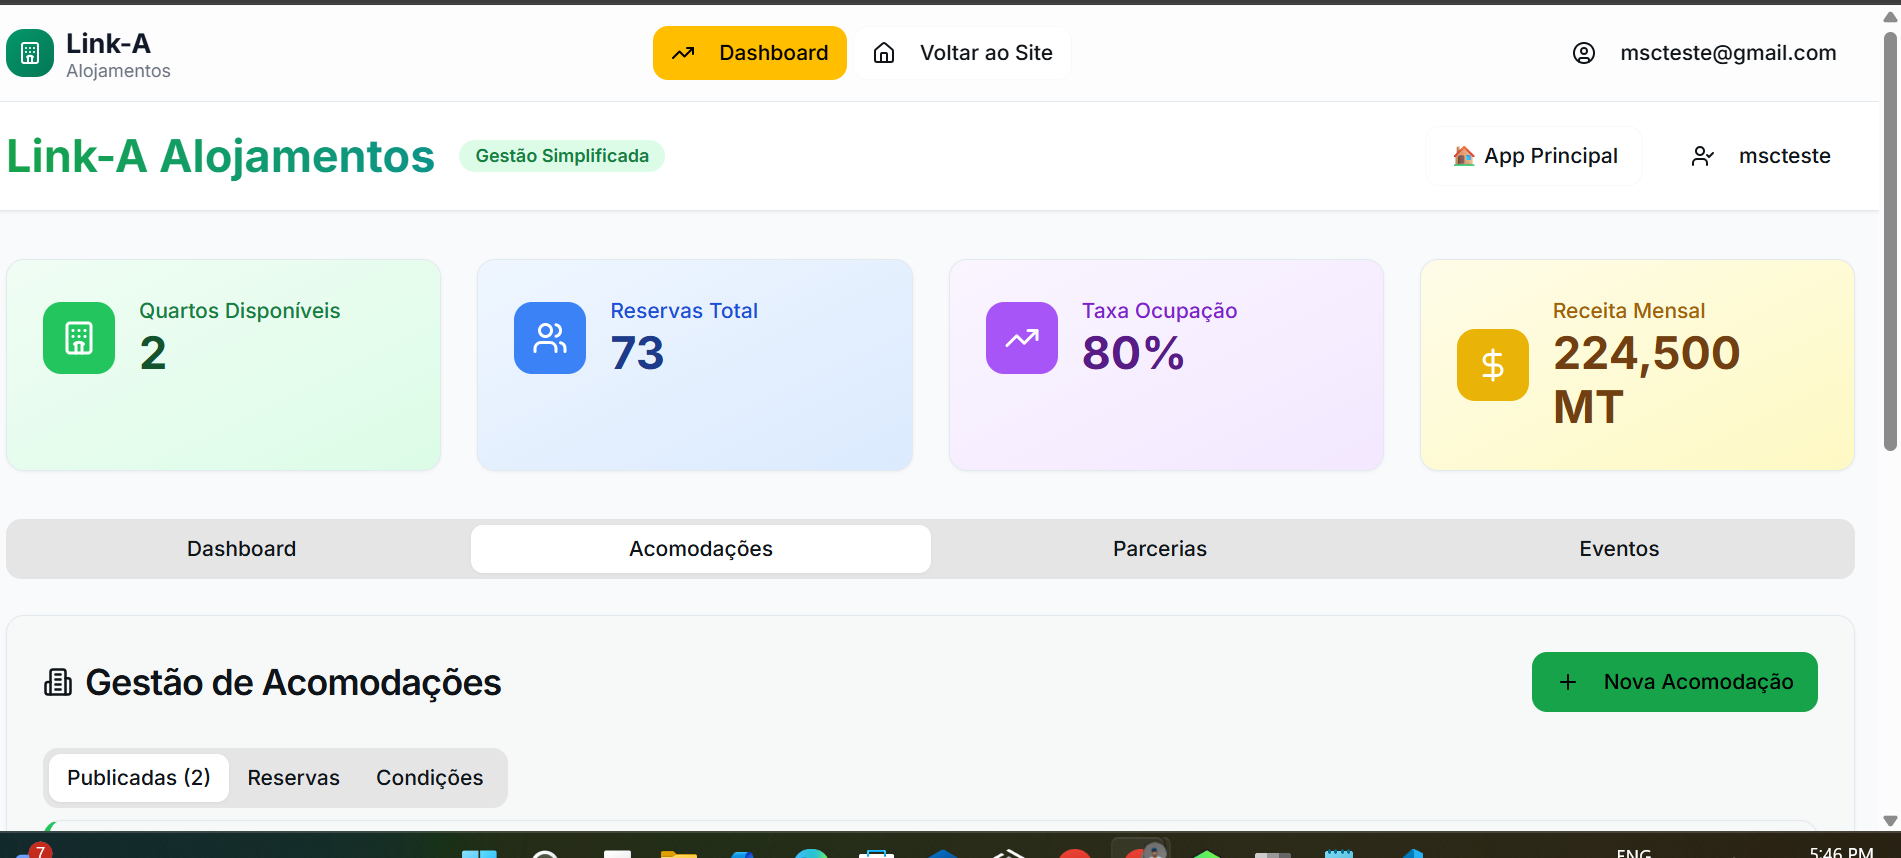 Link-A
Alojamentos
Dashboard
Voltar ao Site
mscteste@gmail.com
Link-A Alojamentos
Gestão Simplificada
App Principal
mscteste
Quartos Disponíveis
2
Reservas Total
73
Taxa Ocupação
80%
Receita Mensal
224,500
MT
Dashboard
Acomodações
Parcerias
Eventos
Gestão de Acomodações
Nova Acomodação
Publicadas (2)
Reservas
Condições
7
ENG
5:46 PM